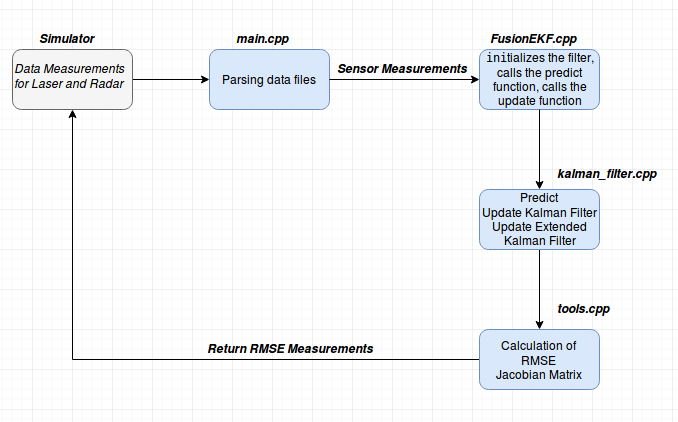 Simulator
main.cpp
FusionEKF.cpp
Data Measurements
for Laser and Radar
Parsing data files
Sensor Measurements
initializes the filter,
calls the predict
function, calls the
update function
kalman_filter.cpp
Predict
Update Kalman Filter
Update Extended
Kalman Filter
tools.cpp
Return RMSE Measurements
Calculation of
RMSE
Jacobian Matrix